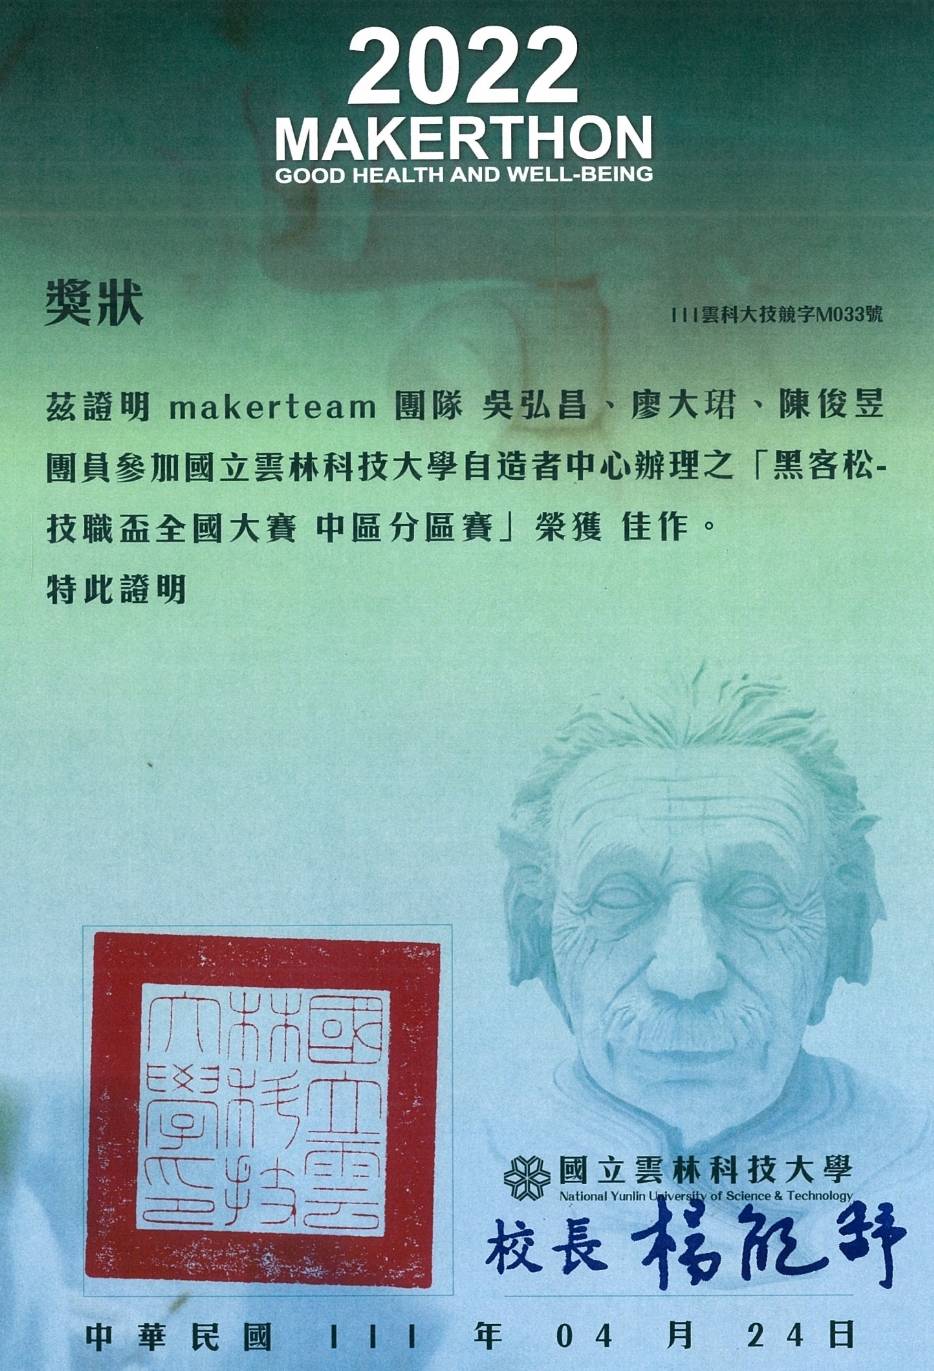 2022
MAKERTHON
GOOD HEALTH AND WELL-BEING
獎狀
111雲科大技競字M033號
茲證明 makerteam 團隊 吳弘昌、廖大珺、陳俊昱
團員參加國立雲林科技大學自造者中心辦理之「黑客松-
技職盃全國大賽 中區分區賽」榮獲 佳作。
特此證明
國立雲
林科技
大學印
國立雲林科技大學
National Yunlin University of Science & Technology
校長 楊能舒
中華民國 111 年 04 月 24日